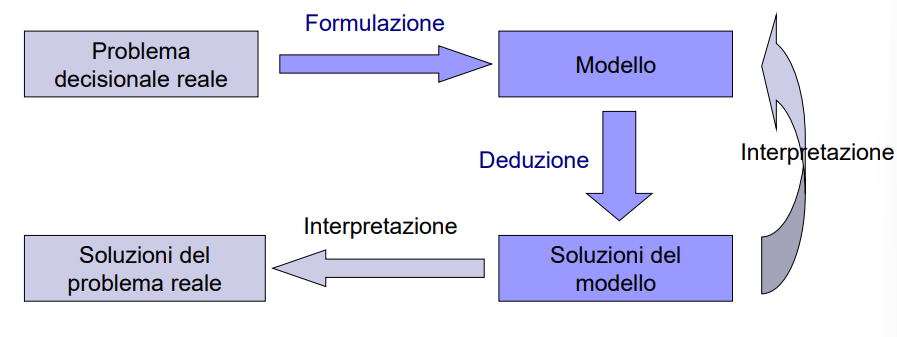 Formulazione
Problema
decisionale reale
Modello
Deduzione
Interpretazione
Interpretazione
Soluzioni del
problema reale
Soluzioni del
modello